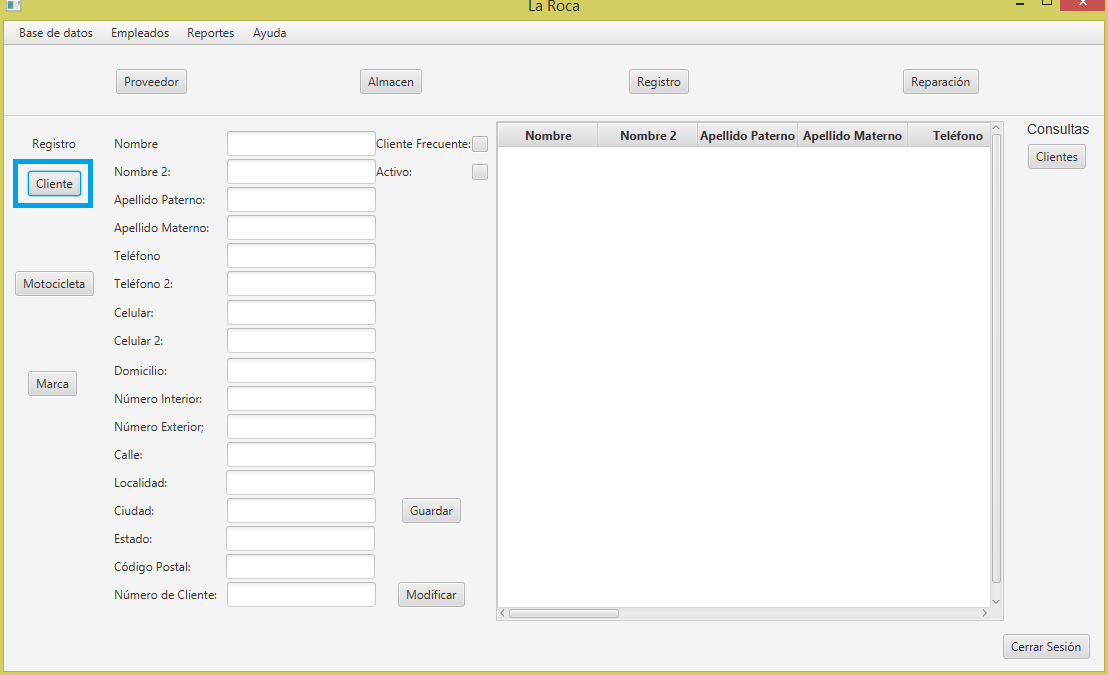 La Roca
Base de datos Empleados Reportes Ayuda
Proveedor Almacen Registro Reparación
Registro
Cliente
Motocicleta
Marca
Nombre
Nombre 2:
Apellido Paterno:
Apellido Materno:
Teléfono
Teléfono 2:
Celular:
Celular 2:
Domicilio:
Número Interior:
Número Exterior;
Calle:
Localidad:
Ciudad:
Estado:
Código Postal:
Número de Cliente:
Cliente Frecuente:
Activo:
Guardar
Modificar
Nombre Nombre 2 Apellido Paterno Apellido Materno Teléfono
Consultas
Clientes
Cerrar Sesión